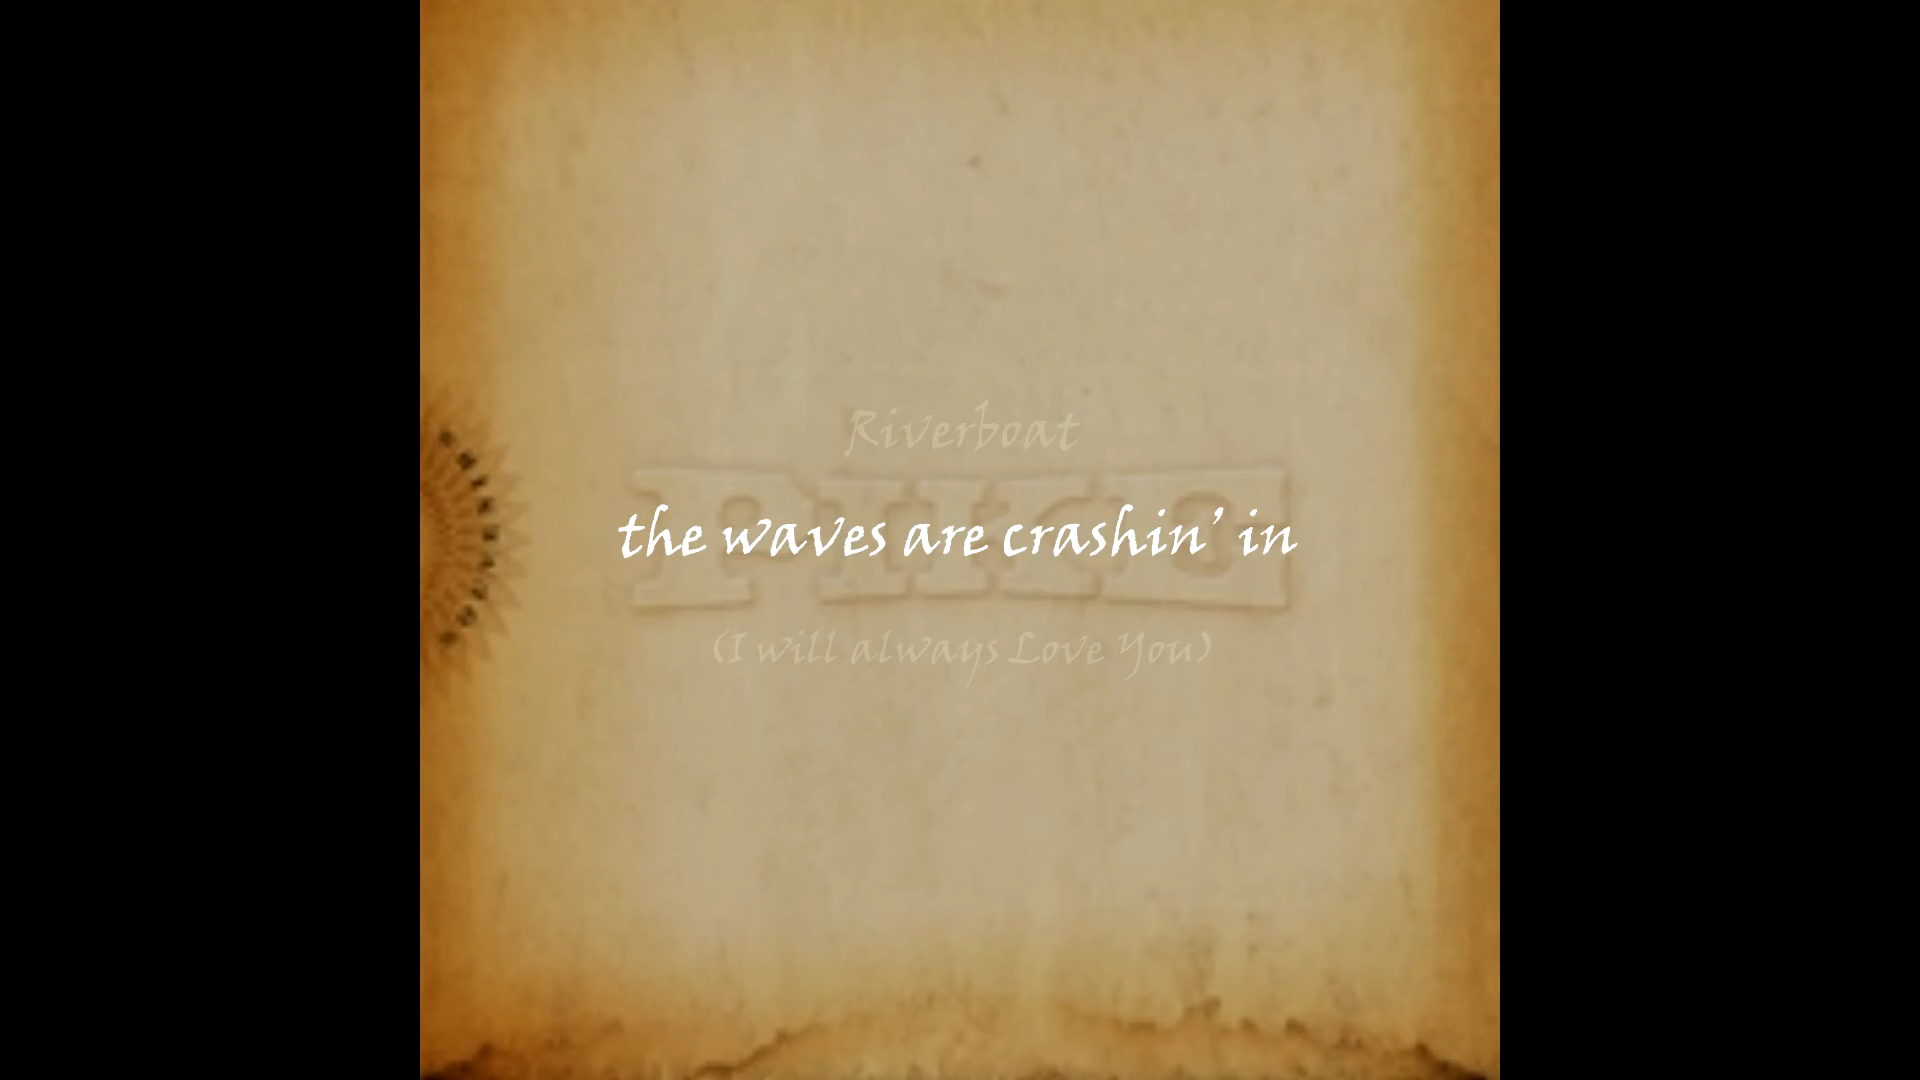 Riverboat
the waves are crashin’ in
(I will always Love You)